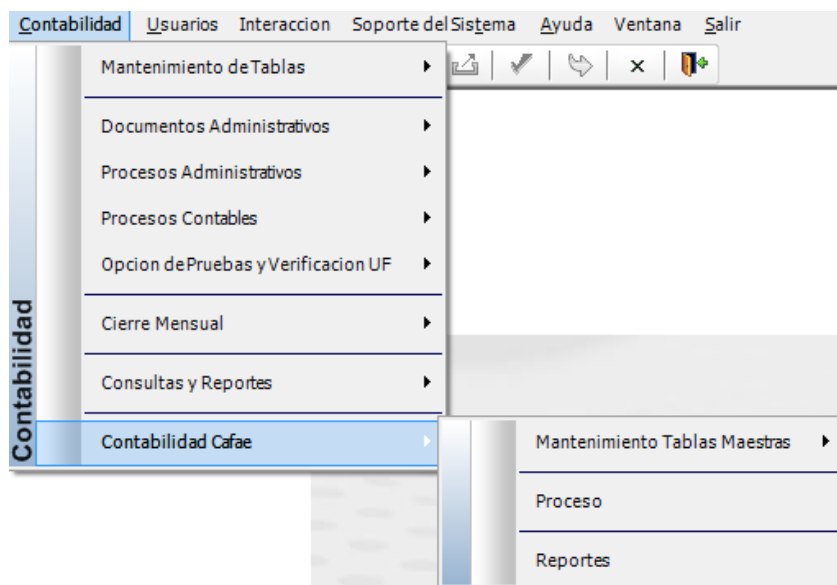 Contabilidad Usuarios Interaccion Soporte del Sistema Ayuda Ventana Salir
Mantenimiento de Tablas
Documentos Administrativos
Procesos Administrativos
Procesos Contables
Opcion de Pruebas y Verificacion UF
Cierre Mensual
Consultas y Reportes
Contabilidad Cafae
Contabilidad
Mantenimiento Tablas Maestras
Proceso
Reportes